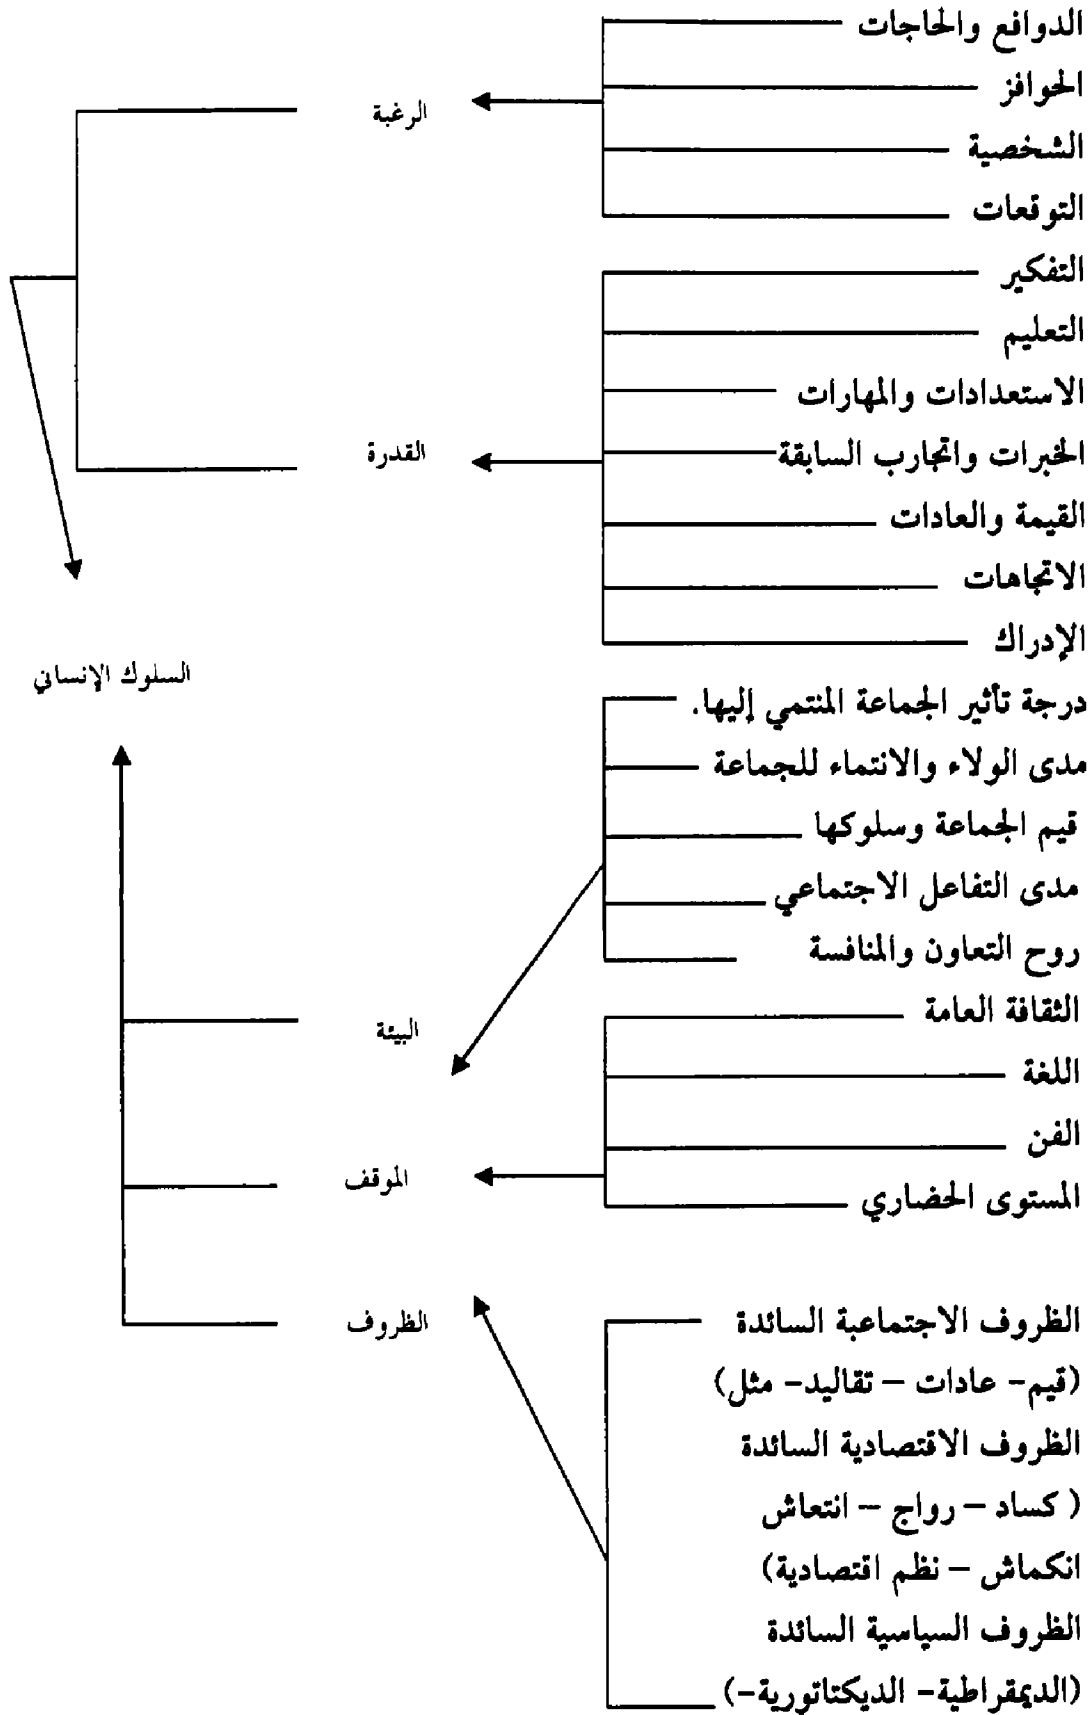 الدوافع والحاجات
الحوافز
الشخصية
التوقعات
الرغبة
التفكير
التعليم
الاستعدادات والمهارات
الخبرات واتجارب السابقة
القيمة والعادات
الاتجاهات
الإدراك
القدرة
السلوك الإنساني
درجة تأثير الجماعة المنتمي إليها.
مدى الولاء والانتماء للجماعة
قيم الجماعة وسلوكها
مدى التفاعل الاجتماعي
روح التعاون والمنافسة
البيئة
الثقافة العامة
اللغة
الفن
المستوى الحضاري
الموقف
الظروف
الظروف الاجتماعبة السائدة
(قيم- عادات – تقاليد- مثل)
الظروف الاقتصادية السائدة
( كساد – رواج – انتعاش
انكماش – نظم اقتصادية)
الظروف السياسية السائدة
(الديمقراطية- الديكتاتورية-)